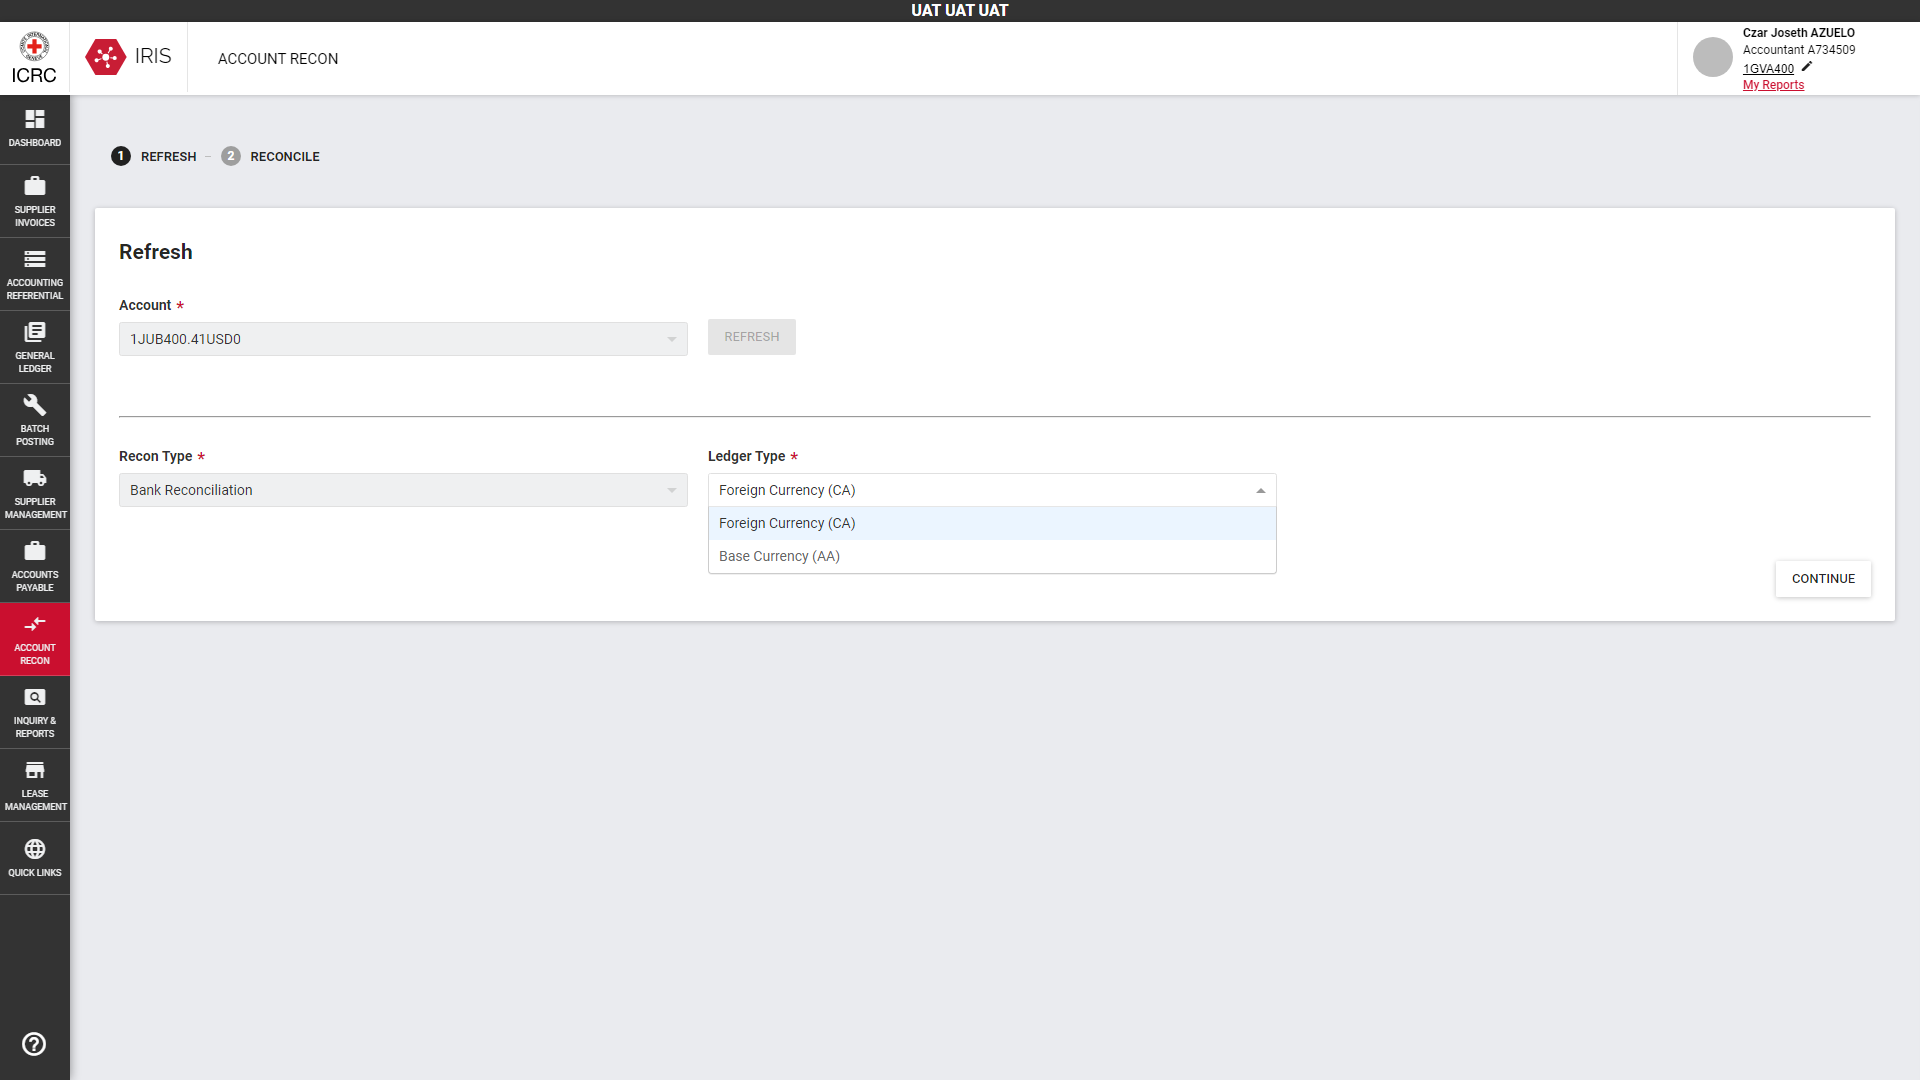 UAT UAT UAT
ICRC
IRIS
ACCOUNT RECON
Czar Joseth AZUELO
Accountant A734509
1GVA400
My Reports
DASHBOARD
SUPPLIER
INVOICES
ACCOUNTING
REFERENTIAL
GENERAL
LEDGER
BATCH
POSTING
SUPPLIER
MANAGEMENT
ACCOUNTS
PAYABLE
ACCOUNT
RECON
INQUIRY &
REPORTS
LEASE
MANAGEMENT
QUICK LINKS
1 REFRESH – 2 RECONCILE
Refresh
Account *
1JUB400.41USD0
REFRESH
Recon Type *
Bank Reconciliation
Ledger Type *
Foreign Currency (CA)
Foreign Currency (CA)
Base Currency (AA)
CONTINUE